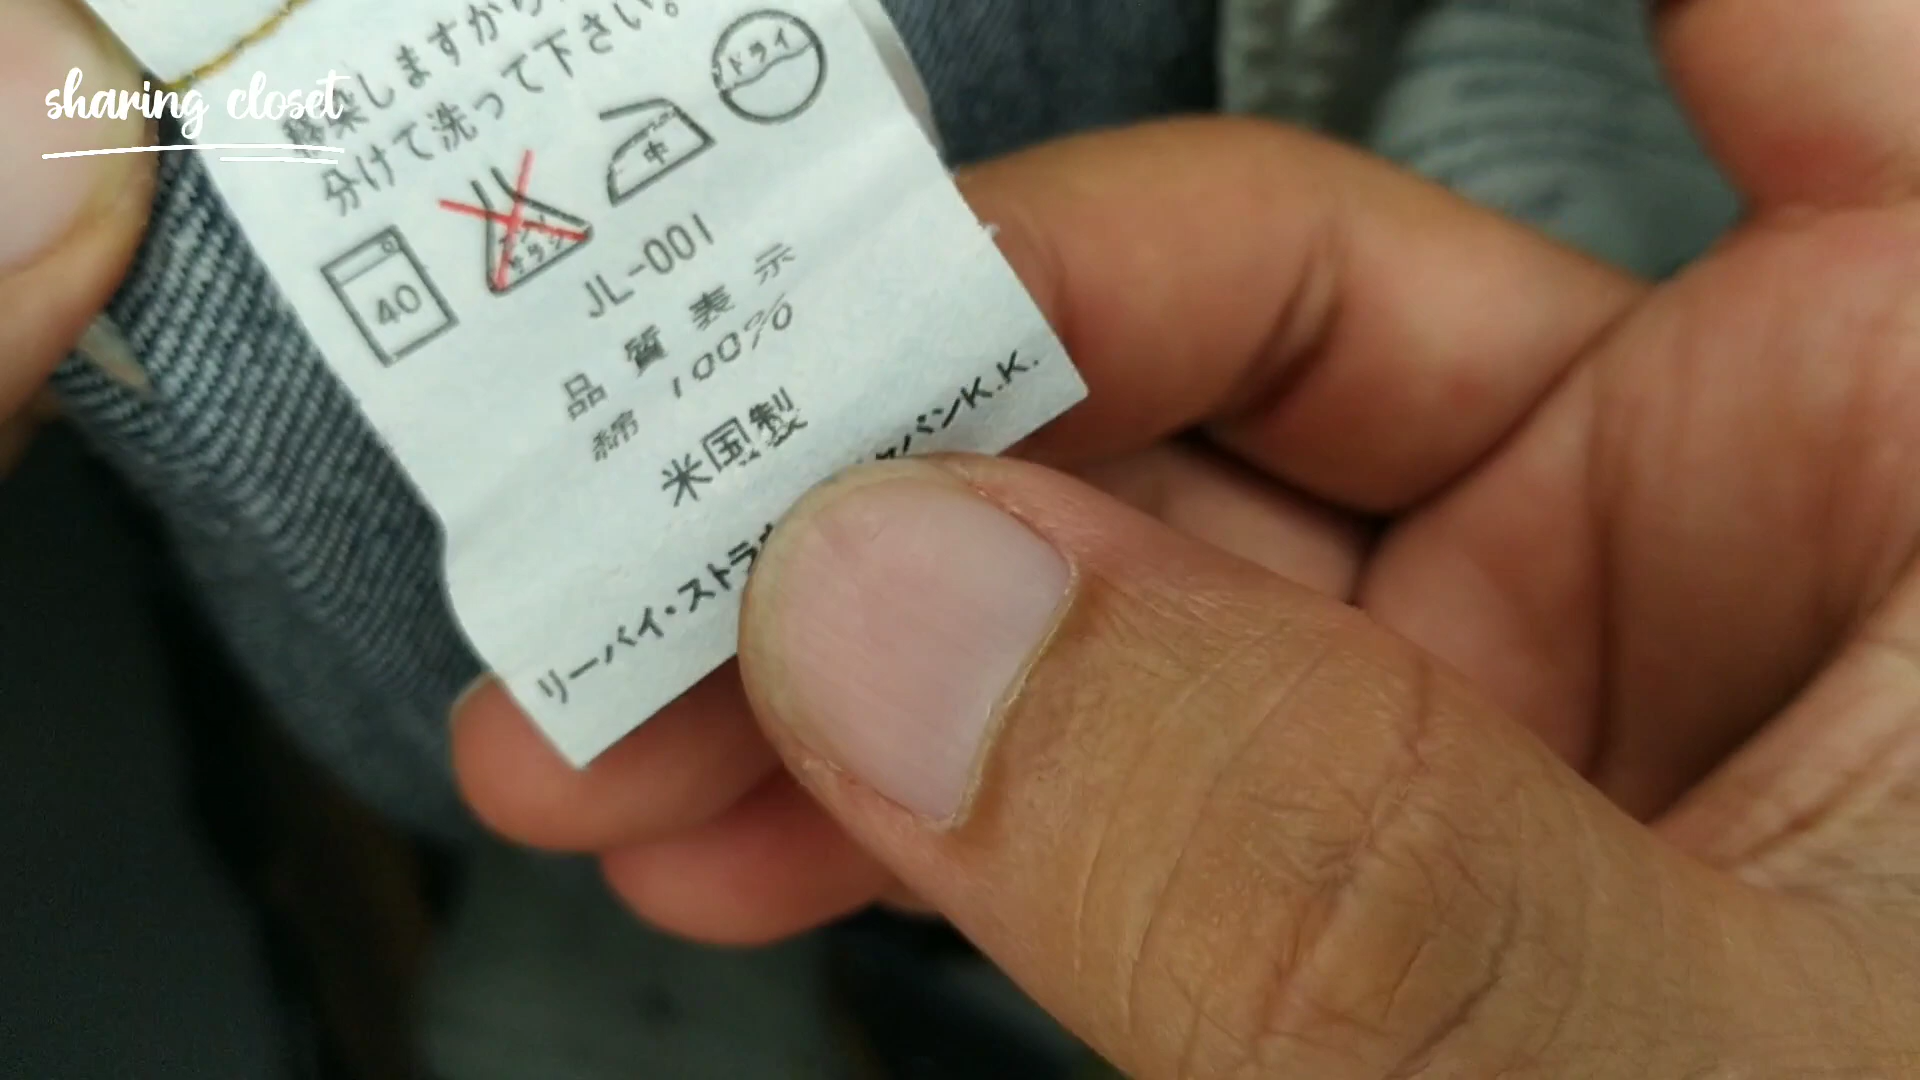 sharing closet
染しますから
分けて洗って下さい。
ドライ
中
40
JL-001
品質表示
綿 100%
米国製
リーバイ・ストラ パンK.K.